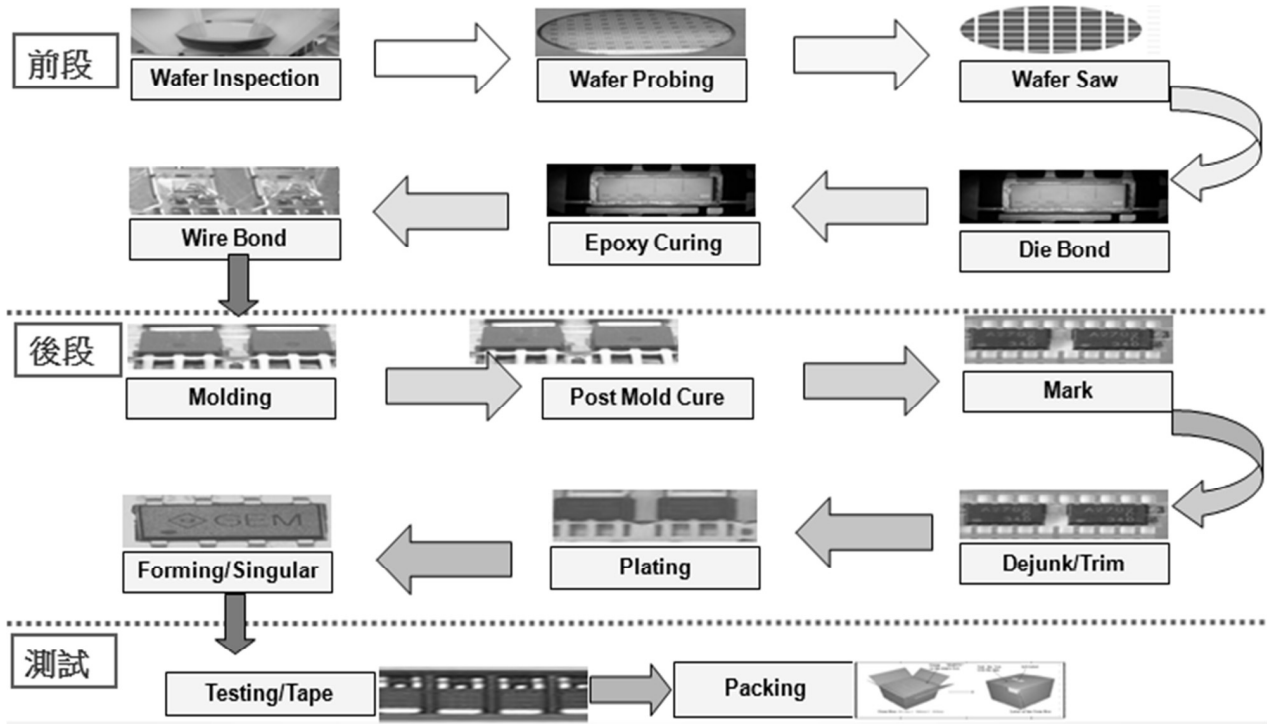 前段
Wafer Inspection
Wafer Probing
Wafer Saw
Wire Bond
Epoxy Curing
Die Bond
後段
Molding
Post Mold Cure
Mark
GEM
Forming/Singular
Plating
Dejunk/Trim
測試
Testing/Tape
Packing